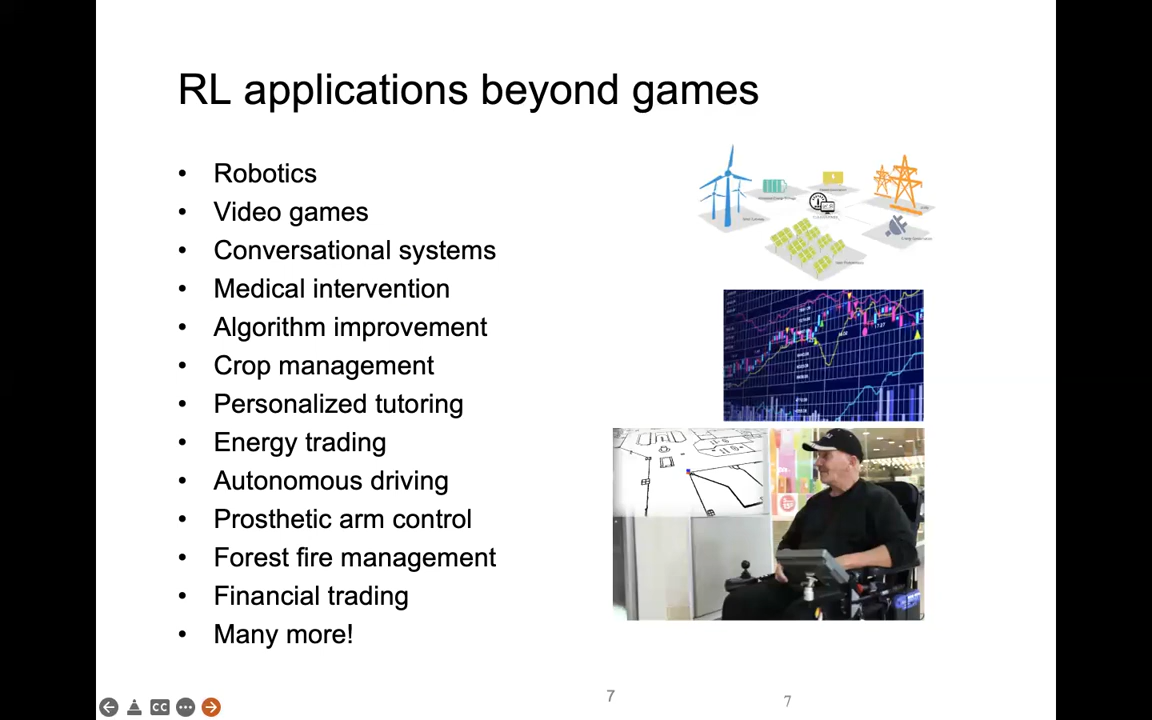 RL applications beyond games
• Robotics
• Video games
• Conversational systems
• Medical intervention
• Algorithm improvement
• Crop management
• Personalized tutoring
• Energy trading
• Autonomous driving
• Prosthetic arm control
• Forest fire management
• Financial trading
• Many more!
CC
7
7